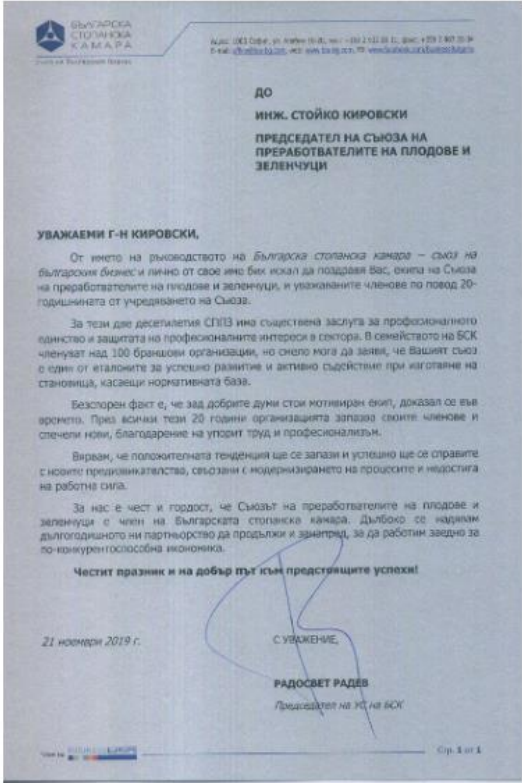 БЪЛГАРСКА
СТОПАНСКА
КАМАРА
Съюз на българския бизнес
ДО
ИНЖ. СТОЙКО КИРОВСКИ
ПРЕДСЕДАТЕЛ НА СЪЮЗА НА
ПРЕРАБОТВАТЕЛИТЕ НА ПЛОДОВЕ И
ЗЕЛЕНЧУЦИ
УВАЖАЕМИ Г-Н КИРОВСКИ,
От името на ръководството на Българска стопанска камара – съюз на
българския бизнес и лично от свое име бих искал да поздравя Вас, екипа на Съюза
на преработвателите на плодове и зеленчуци, и уважаваните членове по повод 20-
годишнината от учредяването на Съюза.
За тези две десетилетия СППЗ има съществена заслуга за професионалното
единство и защитата на професионалните интереси в сектора. В семейството на БСК
членуват над 100 браншови организации, но смело мога да заявя, че Вашият съюз
е един от еталоните за успешно развитие и активно съдействие при изготвяне на
становища, касаещи нормативната база.
Безспорен факт е, че зад добрите думи стои мотивиран екип, доказал се във
времето. През всички тези 20 години организацията запазва своите членове и
спечели нови, благодарение на упорит труд и професионализъм.
Вярвам, че положителната тенденция ще се запази и успешно ще се справите
с новите предизвикателства, свързани с модернизирането на процесите и недостига
на работна сила.
За нас е чест и гордост, че Съюзът на преработвателите на плодове и
зеленчуци е член на Българската стопанска камара. Дълбоко се надявам
дългогодишното ни партньорство да продължи и занапред, за да работим заедно за
по-конкурентоспособна икономика.
Честит празник и на добър път към предстоящите успехи!
21 ноември 2019 г.
С УВАЖЕНИЕ,
РАДОСВЕТ РАДЕВ
Председател на УС на БСК
Стр. 1 от 1